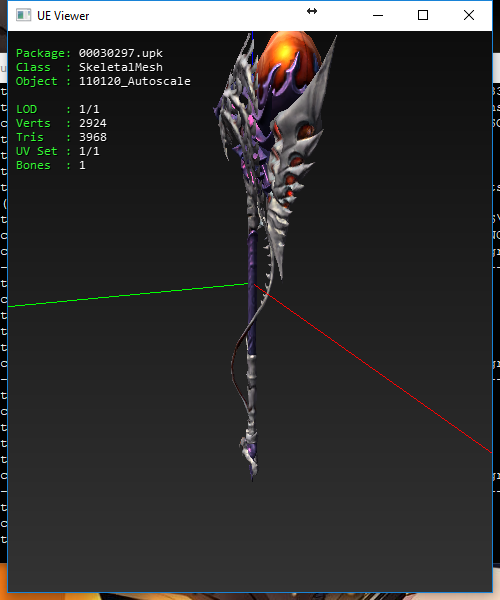 UE Viewer
Package: 00030297.upk
Class  : SkeletalMesh
Object : 110120_Autoscale
LOD    : 1/1
Verts  : 2924
Tris   : 3968
UV Set : 1/1
Bones  : 1